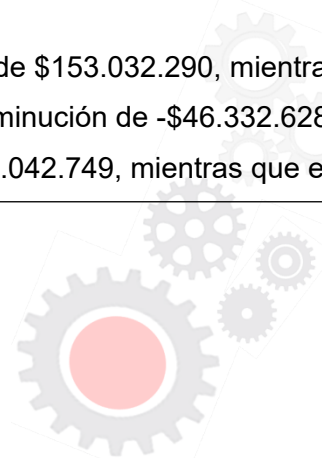 de $153.032.290, mientra
minución de -$46.332.628
.042.749, mientras que e